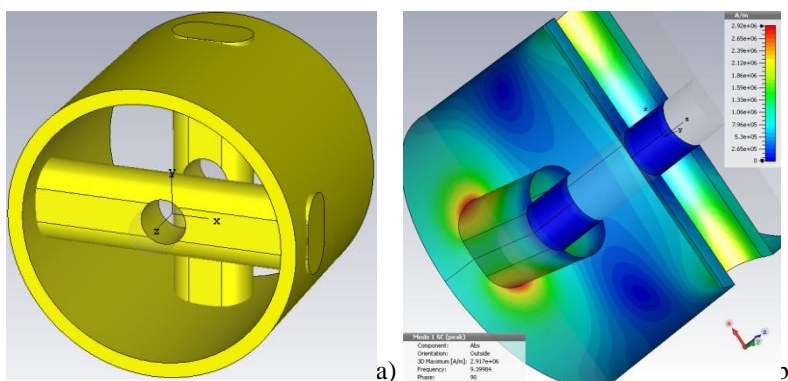 y
x
z
a)
A/m
2.92e+06
2.65e+06
2.39e+06
2.12e+06
1.86e+06
1.59e+06
1.33e+06
1.06e+06
7.96e+05
5.3e+05
2.65e+05
0
x
z
y
Mode 1 SC (peak)
Component: Abs
Orientation: Outside
3D Maximum [A/m]: 2.917e+06
Frequency: 9.39984
Phase: 90
b